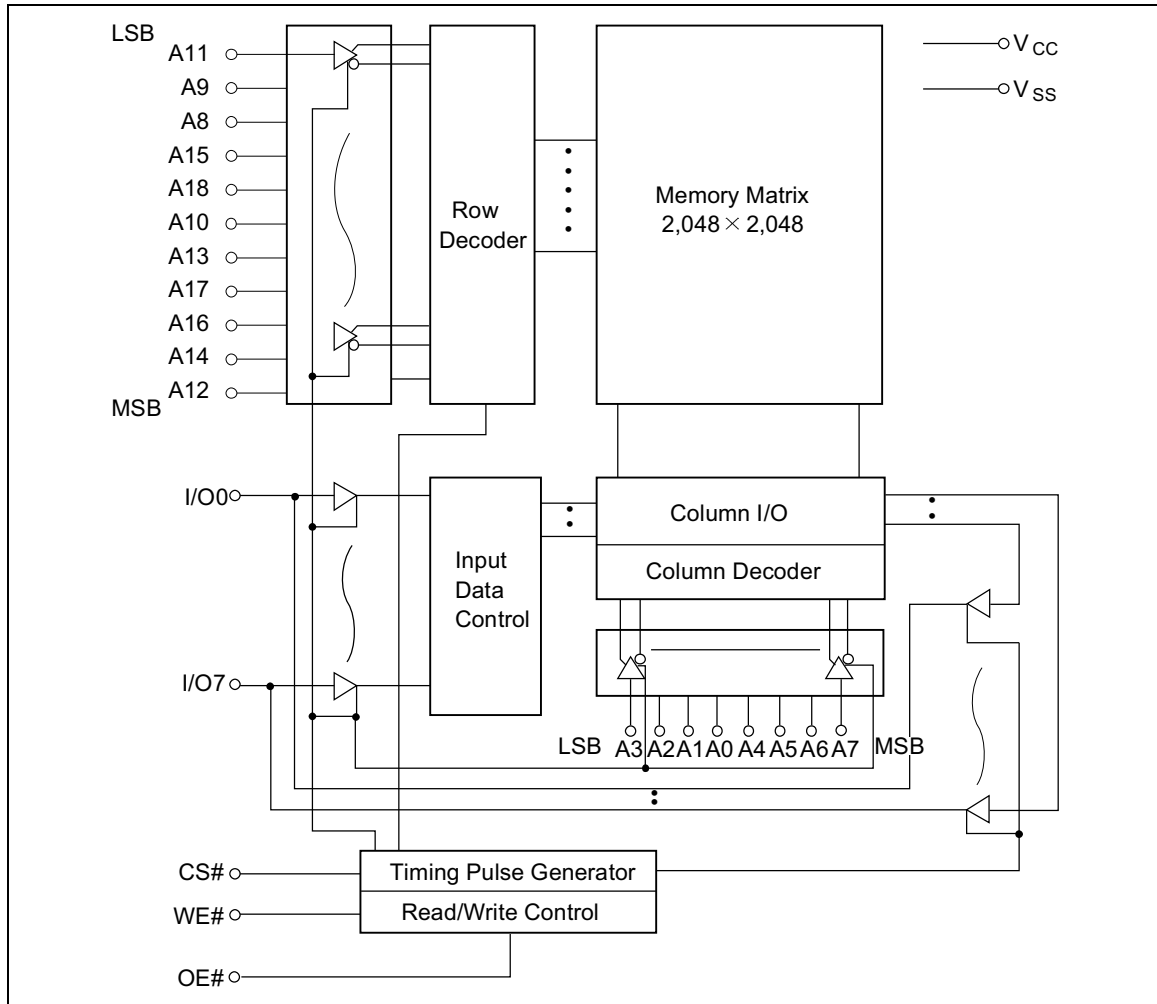 LSB
A11
A9
A8
A15
A18
A10
A13
A17
A16
A14
A12
MSB
Row
Decoder
Memory Matrix
2,048 × 2,048
VCC
VSS
I/O0
I/O7
Input
Data
Control
Column I/O
Column Decoder
LSB A3 A2 A1 A0 A4 A5 A6 A7 MSB
CS#
WE#
OE#
Timing Pulse Generator
Read/Write Control